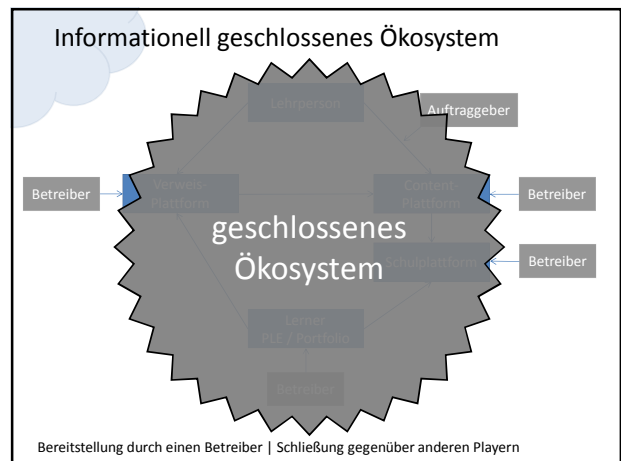 Informationell geschlossenes Ökosystem
Lehrperson
Auftraggeber
Betreiber
Verweis-
Plattform
Content-
Plattform
Betreiber
geschlossenes
Ökosystem
Schulplattform
Betreiber
Lerner
PLE / Portfolio
Betreiber
Bereitstellung durch einen Betreiber | Schließung gegenüber anderen Playern